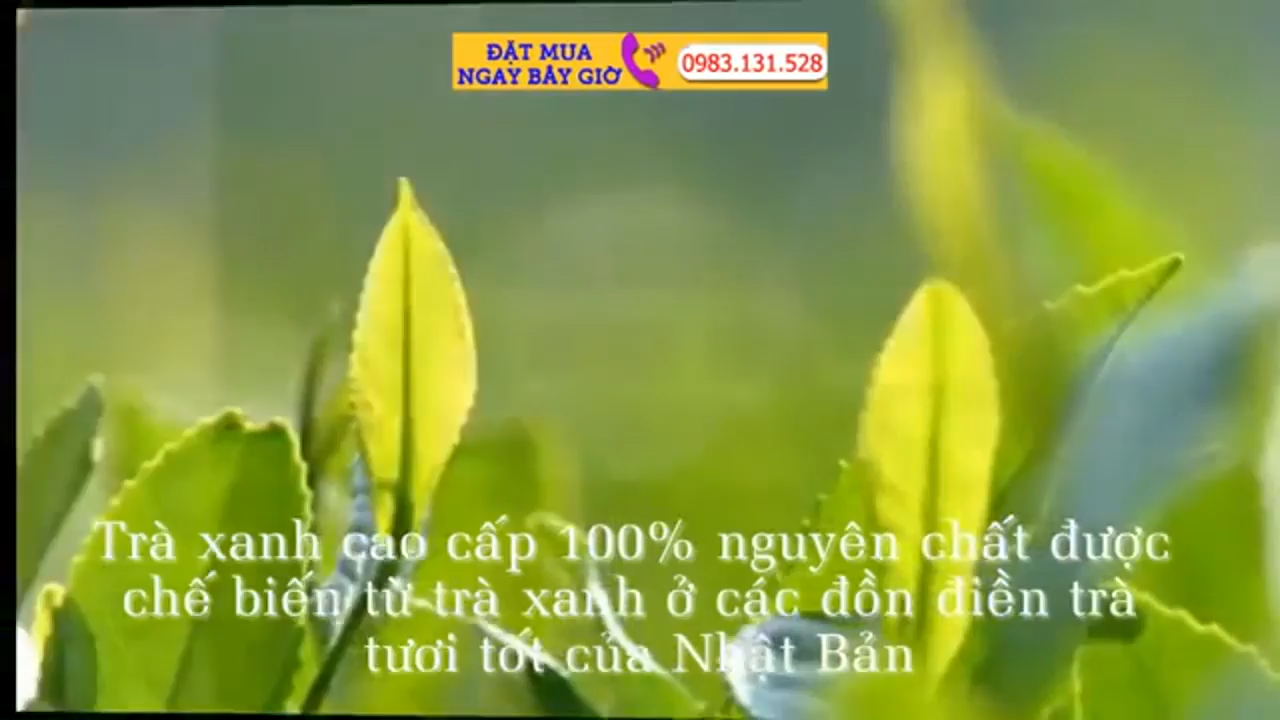 ĐẶT MUA
NGAY BÂY GIỜ
0983.131.528
Trà xanh cao cấp 100% nguyên chất được
chế biến từ trà xanh ở các đồn điền trà
tươi tốt của Nhật Bản